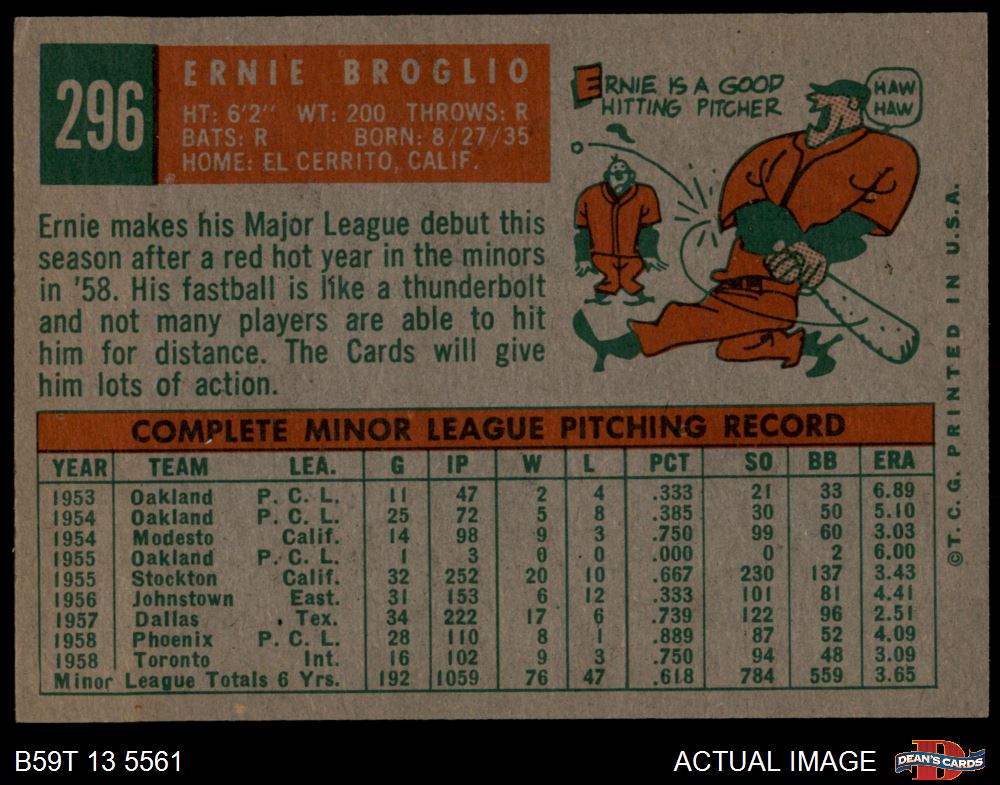 296
ERNIE BROGLIO
HT: 6'2" WT: 200 THROWS: R
BATS: R BORN: 8/27/35
HOME: EL CERRITO, CALIF.
ERNIE IS A GOOD
HITTING PITCHER
HAW
HAW
Ernie makes his Major League debut this
season after a red hot year in the minors
in '58. His fastball is like a thunderbolt
and not many players are able to hit
him for distance. The Cards will give
him lots of action.
COMPLETE MINOR LEAGUE PITCHING RECORD
YEAR TEAM LEA. G IP W L PCT SO BB ERA
1953 Oakland P. C. L. 11 47 2 4 .333 21 33 6.89
1954 Oakland P. C. L. 25 72 5 8 .385 30 50 5.10
1954 Modesto Calif. 14 98 9 3 .750 99 60 3.03
1955 Oakland P. C. L. 1 3 0 0 .000 0 2 6.00
1955 Stockton Calif. 32 252 20 10 .667 230 137 3.43
1956 Johnstown East. 31 153 6 12 .333 101 81 4.41
1957 Dallas Tex. 34 222 17 6 .739 122 96 2.51
1958 Phoenix P. C. L. 28 110 8 1 .889 87 52 4.09
1958 Toronto Int. 16 102 9 3 .750 94 48 3.09
Minor League Totals 6 Yrs. 192 1059 76 47 .618 784 559 3.65
©T. C. G. PRINTED IN U.S.A.
B59T 13 5561
ACTUAL IMAGE
D
DEAN'S CARDS